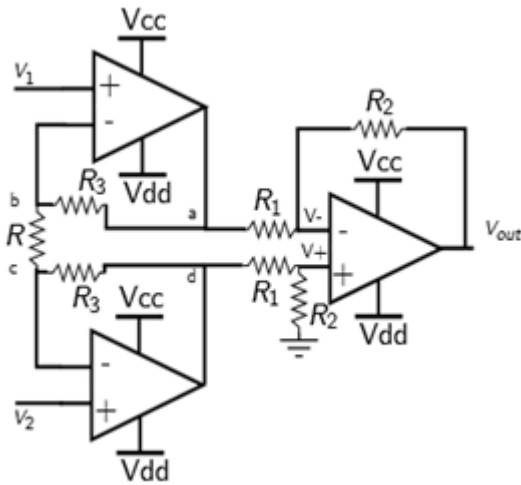 Vcc
V1
+
-
Vdd
R2
Vcc
b
R3
a
R1
V-
-
Vout
R
c
R3
d
R1
V+
+
R2
Vcc
Vdd
-
V2
+
Vdd